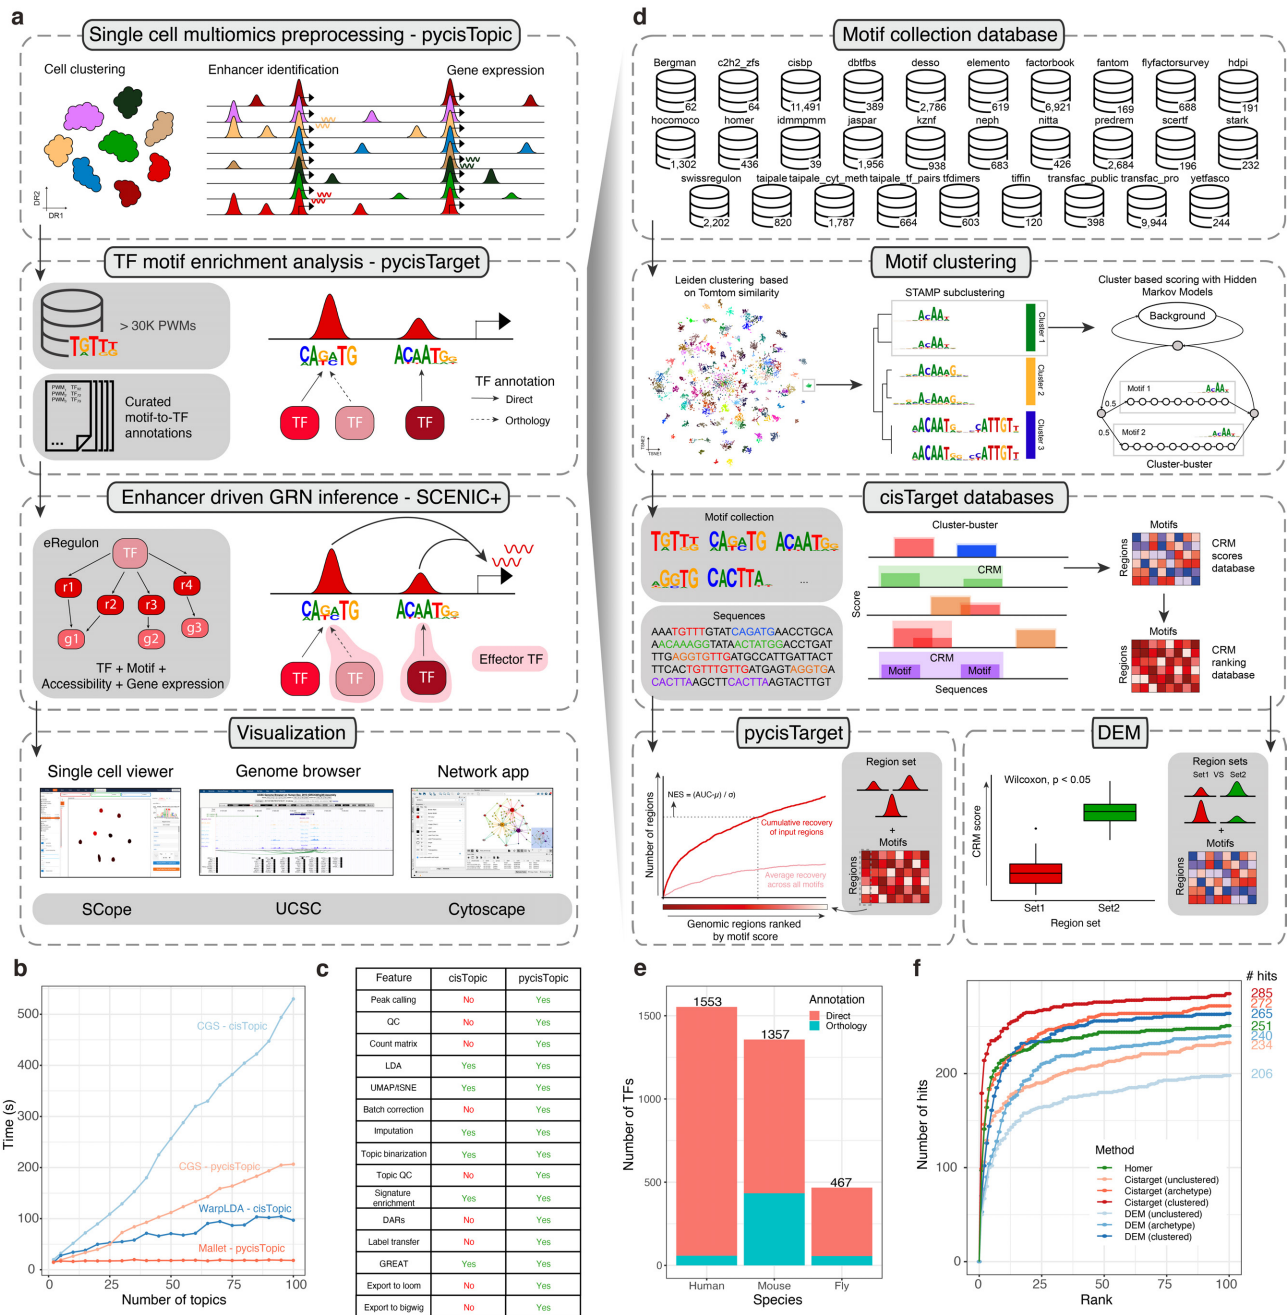 a
Single cell multiomics preprocessing - pycisTopic
Cell clustering
Enhancer identification
Gene expression
DR2
DR1
TF motif enrichment analysis - pycisTarget
> 30K PWMs
TGTTT
Curated
motif-to-TF
annotations
...
CAGATG
ACAATGG
TF annotation
Direct
Orthology
TF
TF
TF
Enhancer driven GRN inference - SCENIC+
eRegulon
TF
r1
r2
r3
r4
g1
g2
g3
TF + Motif +
Accessibility + Gene expression
CAGATG
ACAATGG
TF
TF
TF
Effector TF
Visualization
Single cell viewer
Genome browser
Network app
SCope
UCSC
Cytoscape
d
Motif collection database
Bergman c2h2_zfs cisbp dbtfbs desso elemento factorbook fantom flyfactorsurvey hdpi
62 64 11,491 389 2,786 619 6,921 169 688 191
hocomoco homer idmmpmm jaspar kznf neph nitta predrem scertf stark
1,302 436 39 1,956 938 683 426 2,684 196 232
swissregulon taipale taipale_cyt_meth taipale_tf_pairs tfdimers tiffin transfac_public transfac_pro yetfasco
2,202 820 1,787 664 603 120 398 9,944 244
Motif clustering
Leiden clustering based
on Tomtom similarity
TSNE2
TSNE1
STAMP subclustering
Cluster 1
Cluster 2
Cluster 3
Cluster based scoring with Hidden
Markov Models
Background
Motif 1
0.5
0.5
Motif 2
Cluster-buster
cisTarget databases
Motif collection
TGTTT CAGATG ACAATGG
GGTG CACTTA ...
Sequences
AAATGTTTGTATCAGATGAACCTGCA
AACAAAGGTATAACTATGGACCTGAT
TTGAGGTGTTGATGCCATTGATTACT
TTCACTTGTTTGTTGATGAGTAGGTGA
CACTTAAGCTTCACTTAAGTACTTGT
Cluster-buster
CRM
Score
CRM
Motif
Motif
Sequences
Motifs
Regions
CRM
scores
database
Motifs
Regions
CRM
ranking
database
pycisTarget
NES = (AUC-μ) / σ)
Number of regions
Cumulative recovery
of input regions
Average recovery
across all motifs
Genomic regions ranked
by motif score
Region set
+
Motifs
Regions
DEM
Wilcoxon, p < 0.05
CRM score
Set1
Set2
Region set
Region sets
Set1 VS Set2
+
Motifs
Regions
b
Time (s)
500
400
300
200
100
0
0 25 50 75 100
Number of topics
CGS - cisTopic
CGS - pycisTopic
WarpLDA - cisTopic
Mallet - pycisTopic
c
Feature cisTopic pycisTopic
Peak calling No Yes
QC No Yes
Count matrix No Yes
LDA Yes Yes
UMAP/tSNE Yes Yes
Batch correction No Yes
Imputation Yes Yes
Topic binarization Yes Yes
Topic QC No Yes
Signature
enrichment Yes Yes
DARs No Yes
Label transfer No Yes
GREAT Yes Yes
Export to loom No Yes
Export to bigwig No Yes
e
Number of TFs
1500
1000
500
0
1553
1357
467
Annotation
Direct
Orthology
Human Mouse Fly
Species
f
# hits
285
272
265
251
240
234
206
Number of hits
200
100
0
0 25 50 75 100
Rank
Method
Homer
Cistarget (unclustered)
Cistarget (archetype)
Cistarget (clustered)
DEM (unclustered)
DEM (archetype)
DEM (clustered)